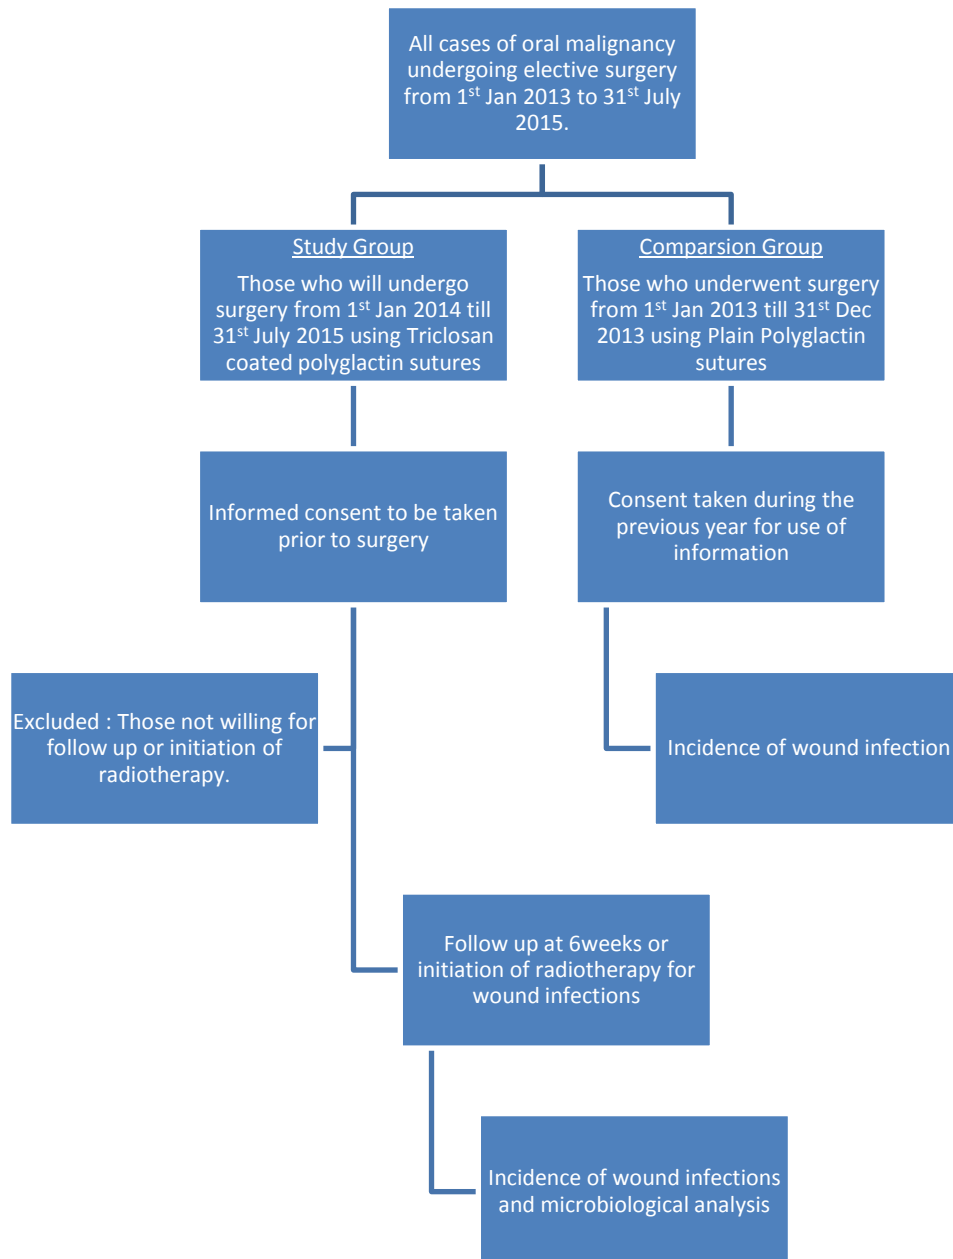 All cases of oral malignancy
undergoing elective surgery
from 1st Jan 2013 to 31st July
2015.
Study Group
Those who will undergo
surgery from 1st Jan 2014 till
31st July 2015 using Triclosan
coated polyglactin sutures
Comparsion Group
Those who underwent surgery
from 1st Jan 2013 till 31st Dec
2013 using Plain Polyglactin
sutures
Informed consent to be taken
prior to surgery
Consent taken during the
previous year for use of
information
Excluded : Those not willing for
follow up or initiation of
radiotherapy.
Incidence of wound infection
Follow up at 6weeks or
initiation of radiotherapy for
wound infections
Incidence of wound infections
and microbiological analysis